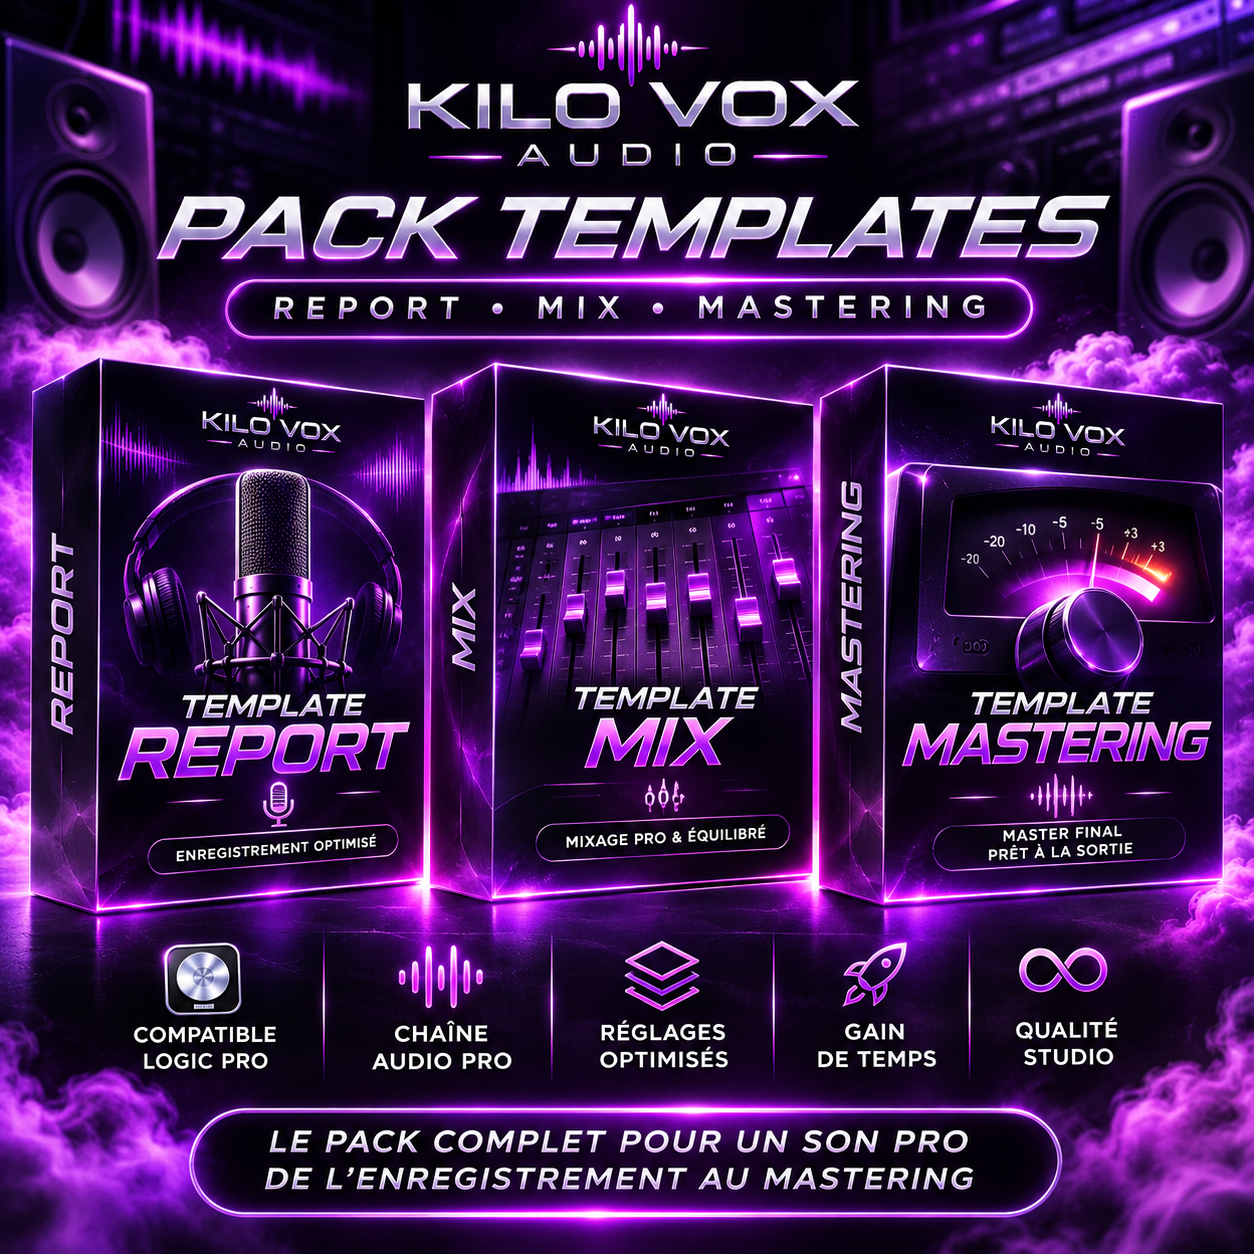 KILO VOX
AUDIO
PACK TEMPLATES
REPORT • MIX • MASTERING
REPORT
KILO VOX
AUDIO
TEMPLATE
REPORT
ENREGISTREMENT OPTIMISÉ
MIX
KILO VOX
AUDIO
TEMPLATE
MIX
MIXAGE PRO & ÉQUILIBRÉ
MASTERING
KILO VOX
AUDIO
-20 -20 -10 -5 -5 +3 +3
TEMPLATE
MASTERING
MASTER FINAL
PRÊT À LA SORTIE
COMPATIBLE
LOGIC PRO
CHAÎNE
AUDIO PRO
RÉGLAGES
OPTIMISÉS
GAIN
DE TEMPS
QUALITÉ
STUDIO
LE PACK COMPLET POUR UN SON PRO
DE L'ENREGISTREMENT AU MASTERING